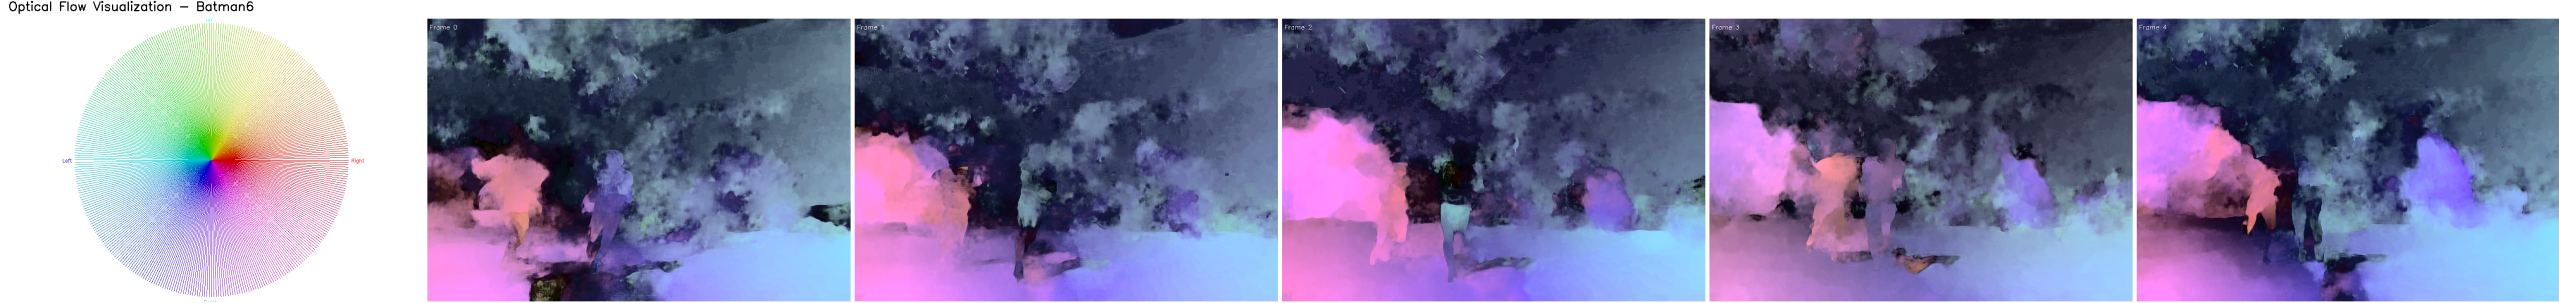 Optical Flow Visualization – Batman6
Frame 0
Frame 1
Frame 2
Frame 3
Frame 4
Left
Right